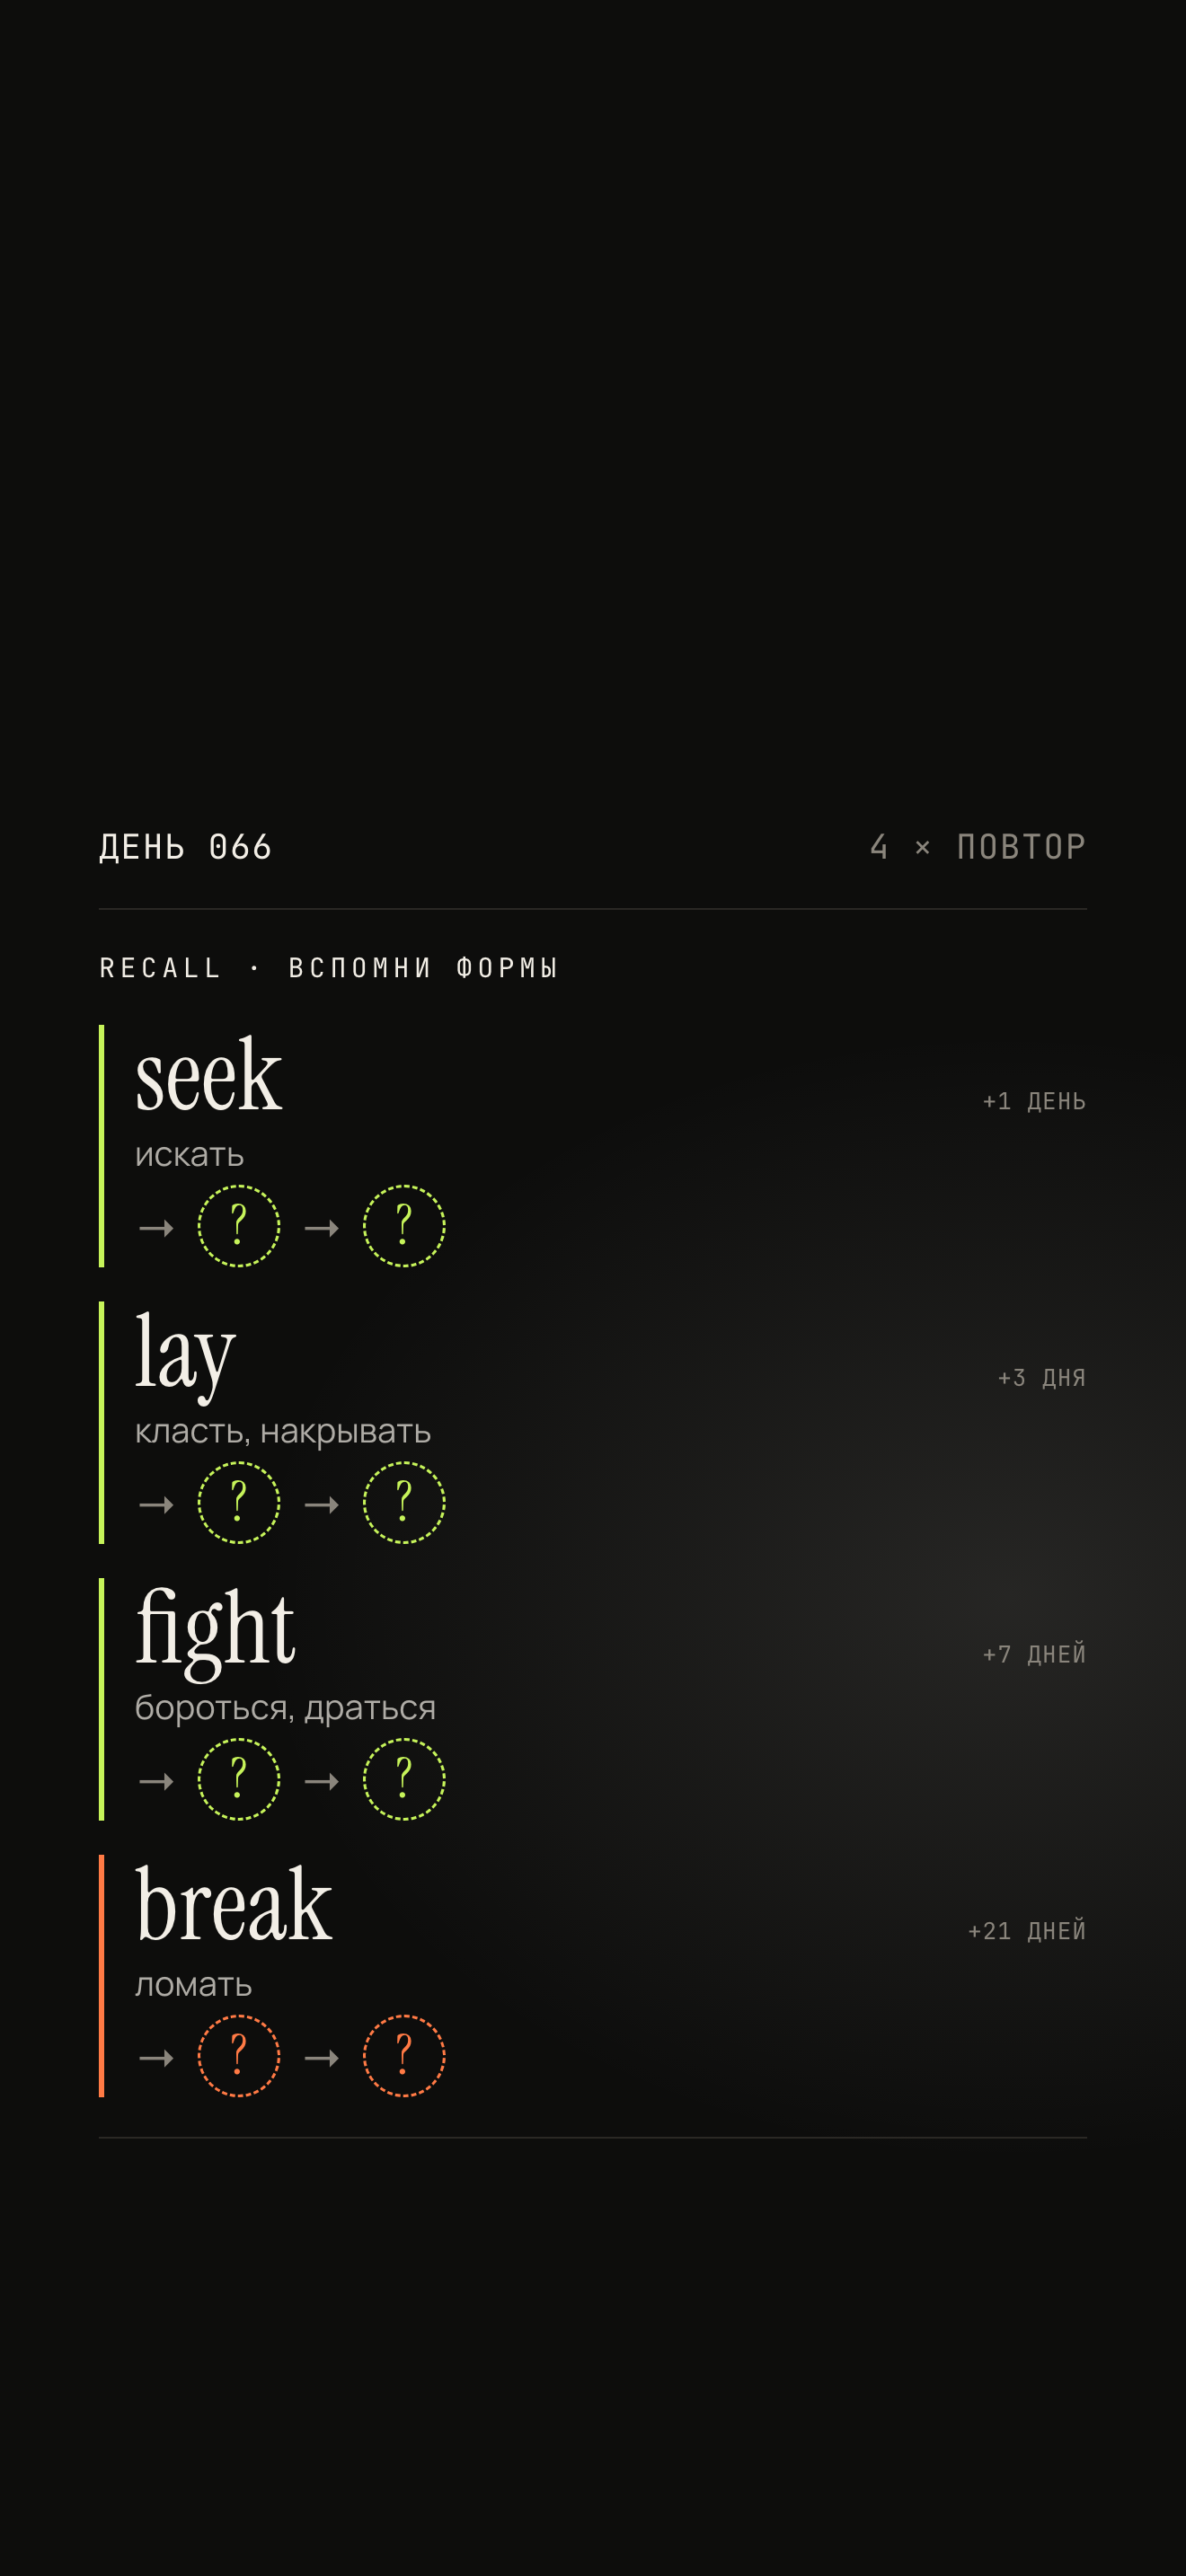 ДЕНЬ 066
4 × ПОВТОР
RECALL · ВСПОМНИ ФОРМЫ
seek
+1 ДЕНЬ
искать
→ ? → ?
lay
+3 ДНЯ
класть, накрывать
→ ? → ?
fight
+7 ДНЕЙ
бороться, драться
→ ? → ?
break
+21 ДНЕЙ
ломать
→ ? → ?